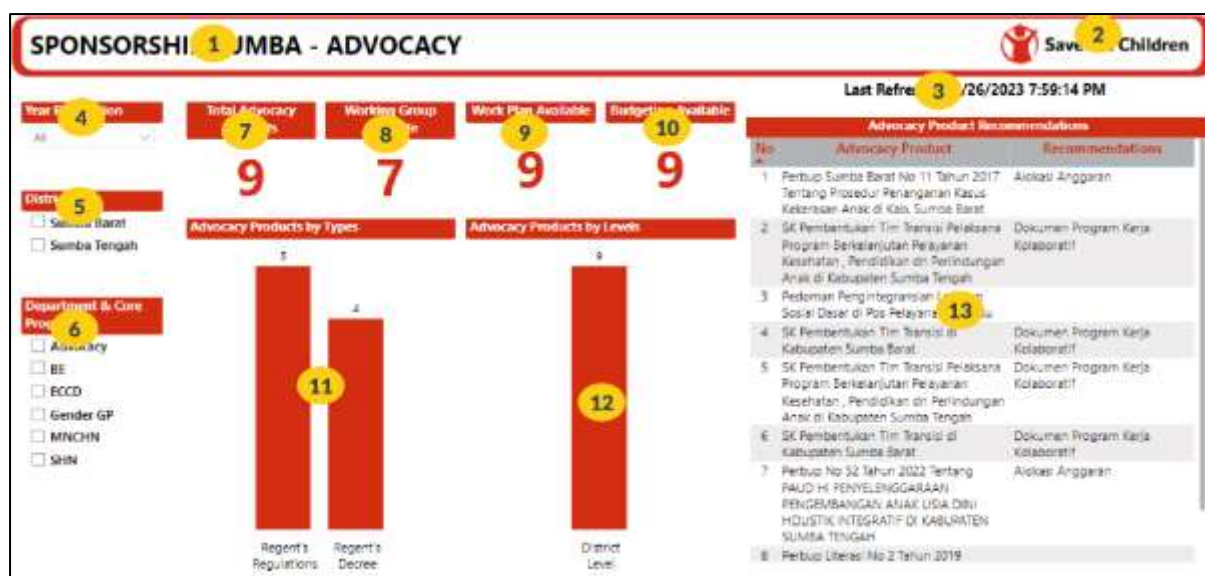 SPONSORSHI 1 UMBA - ADVOCACY
2
Save Children
Last Refre 3 /26/2023 7:59:14 PM
Year 4 ion
All
Total Advocacy
7
9
Working Group
8
7
Work Plan Available
9
9
Budgeting Available
10
9
Distri 5
Sumba Barat
Sumba Tengah
Department & Core
Pro 6
Advocacy
BE
ECCD
Gender GP
MNCHN
SHN
Advocacy Products by Types
5
4
11
Regent's
Regulations
Regent's
Decree
Advocacy Products by Levels
9
12
District
Level
Advocacy Product Recommendations
No Advocacy Product Recommendations
1 Perbup Sumba Barat No 11 Tahun 2017 Alokasi Anggaran
Tentang Prosedur Penanganan Kasus
Kekerasan Anak di Kab. Sumba Barat
2 SK Pembentukan Tim Transisi Pelaksana Dokumen Program Kerja
Program Berkelanjutan Pelayanan Kolaboratif
Kesehatan , Pendidikan dn Perlindungan
Anak di Kabupaten Sumba Tengah
3 Pedoman Pengintegrasian
Sosial Dasar di Pos Pelayana 13
4 SK Pembentukan Tim Transisi di Dokumen Program Kerja
Kabupaten Sumba Barat Kolaboratif
5 SK Pembentukan Tim Transisi Pelaksana Dokumen Program Kerja
Program Berkelanjutan Pelayanan Kolaboratif
Kesehatan , Pendidikan dn Perlindungan
Anak di Kabupaten Sumba Tengah
6 SK Pembentukan Tim Transisi di Dokumen Program Kerja
Kabupaten Sumba Barat Kolaboratif
7 Perbup No 52 Tahun 2022 Tentang Alokasi Anggaran
PAUD HI PENYELENGGARAAN
PENGEMBANGAN ANAK USIA DINI
HOLISTIK INTEGRATIF DI KABUPATEN
SUMBA TENGAH
8 Perbup Literasi No 2 Tahun 2019